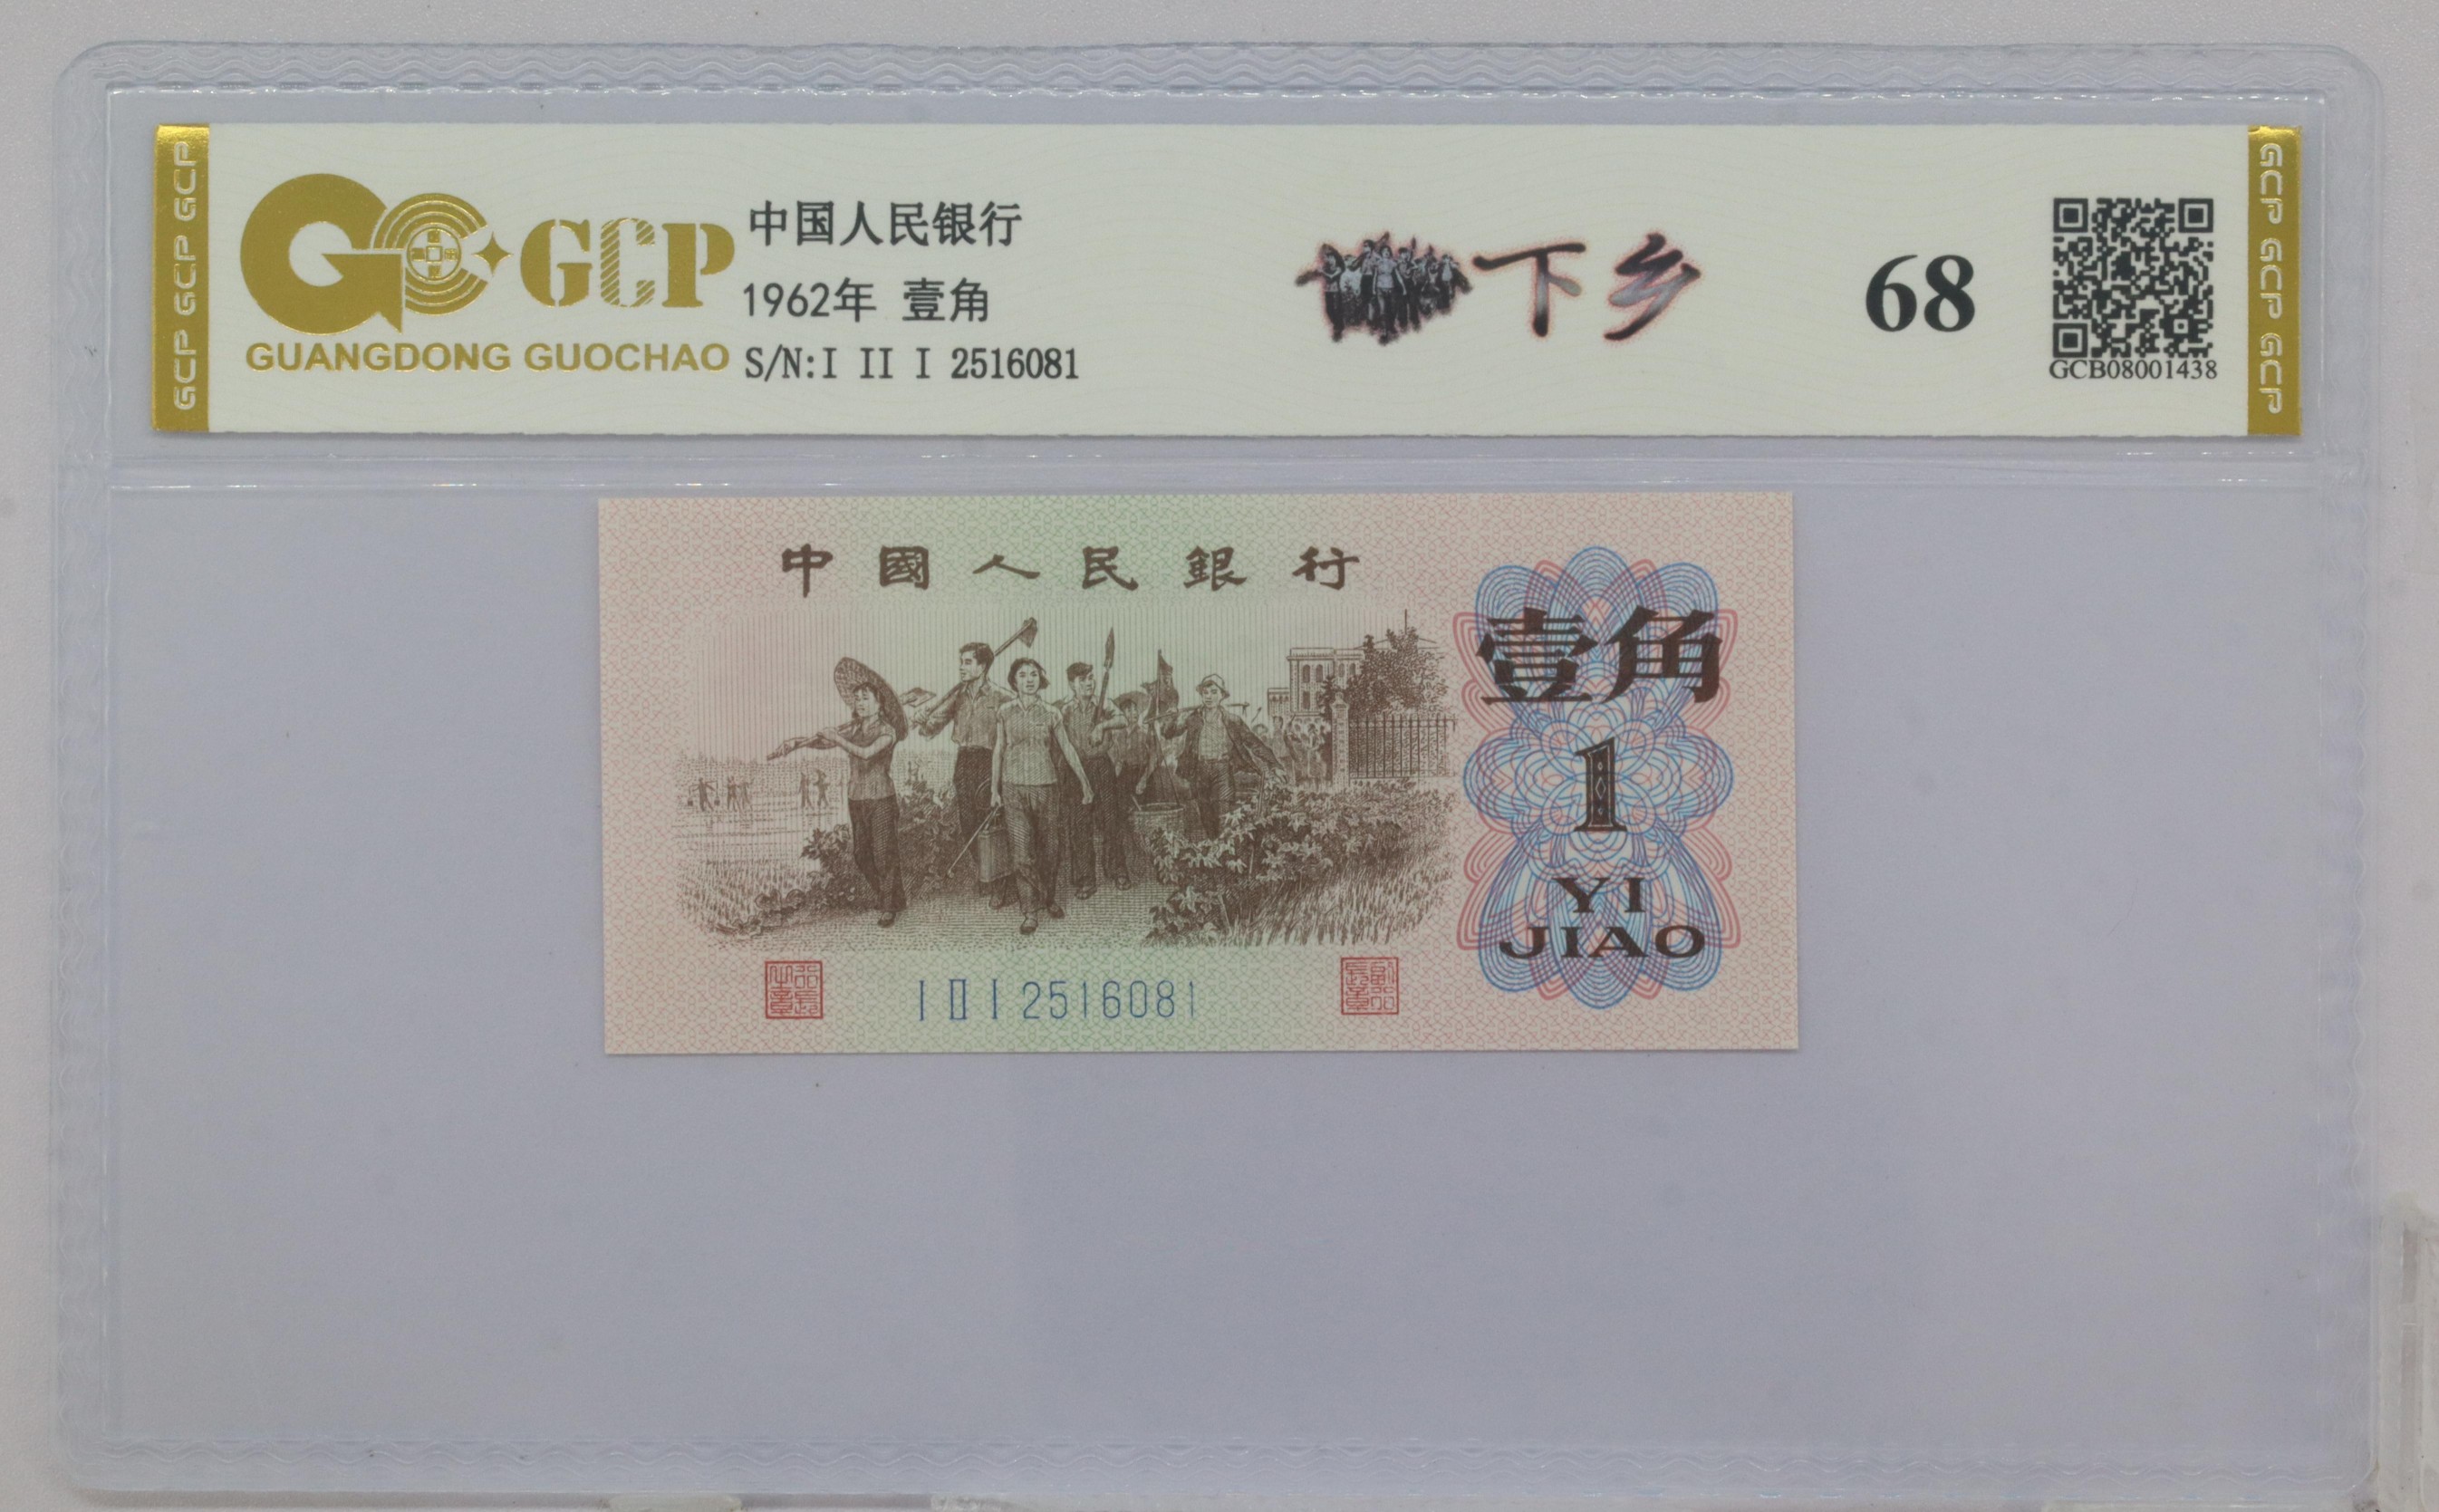 GCP GCP GCP
GCP
GUANGDONG GUOCHAO
中国人民银行
1962年 壹角
S/N:I II I 2516081
下乡
68
GCB08001438
GCP GCP GCP
中國人民銀行
壹角
1
YI
JIAO
I II I 2516081